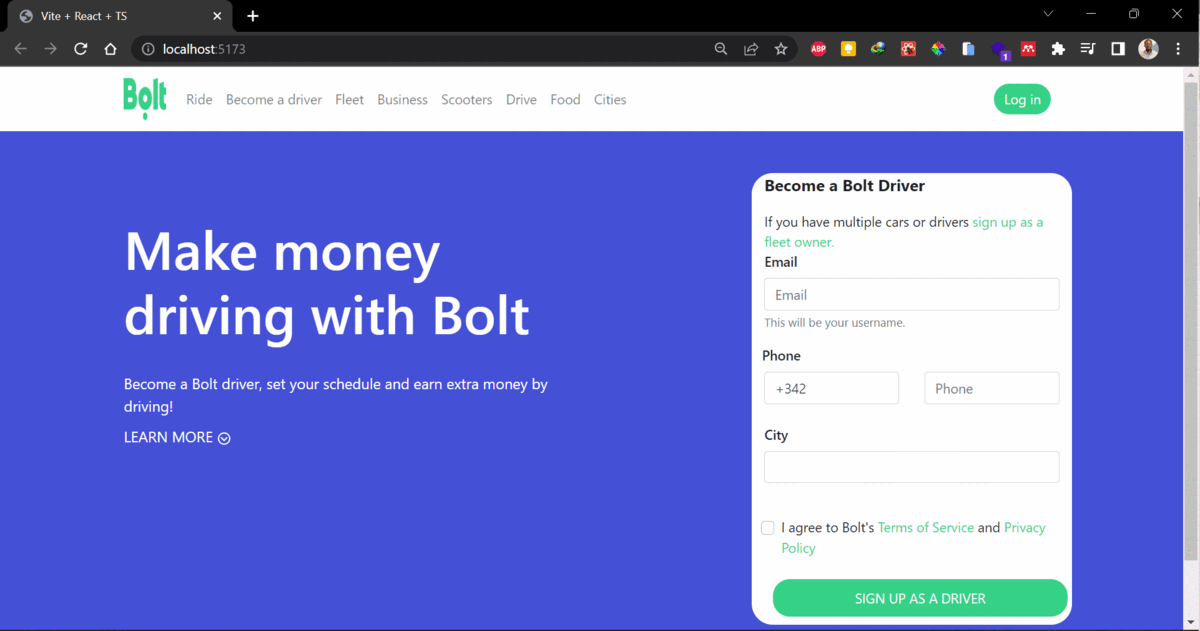 Vite + React + TS
localhost:5173
ABP
1
Bolt
Ride Become a driver Fleet Business Scooters Drive Food Cities
Log in
Make money
driving with Bolt
Become a Bolt driver, set your schedule and earn extra money by
driving!
LEARN MORE
Become a Bolt Driver
If you have multiple cars or drivers sign up as a
fleet owner.
Email
Email
This will be your username.
Phone
+342 Phone
City
I agree to Bolt's Terms of Service and Privacy
Policy
SIGN UP AS A DRIVER